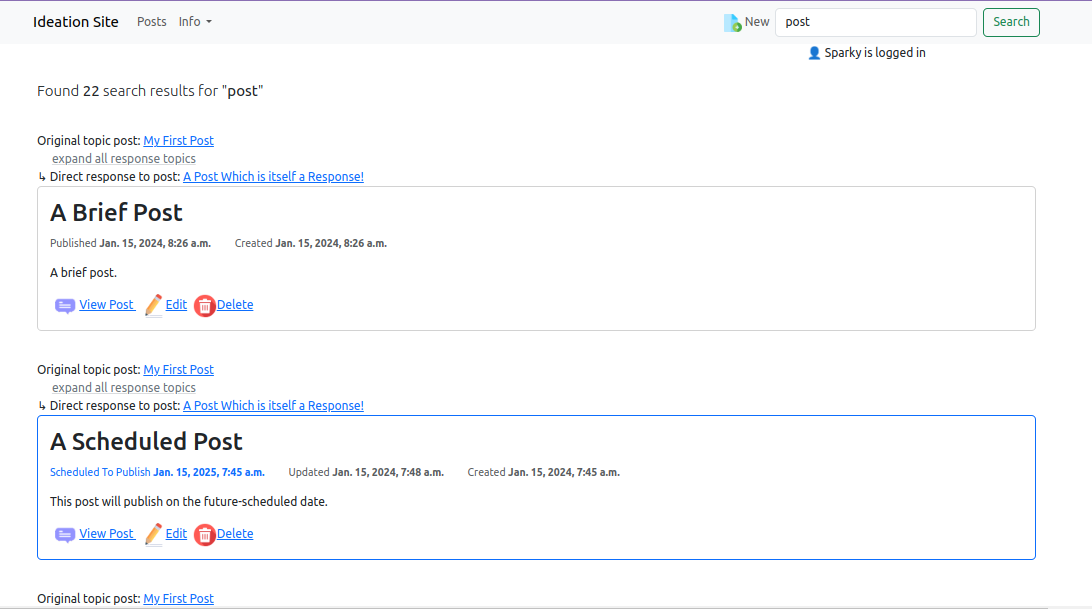 Ideation Site Posts Info New post Search
Sparky is logged in
Found 22 search results for "post"
Original topic post: My First Post
expand all response topics
↳ Direct response to post: A Post Which is itself a Response!
A Brief Post
Published Jan. 15, 2024, 8:26 a.m. Created Jan. 15, 2024, 8:26 a.m.
A brief post.
View Post Edit Delete
Original topic post: My First Post
expand all response topics
↳ Direct response to post: A Post Which is itself a Response!
A Scheduled Post
Scheduled To Publish Jan. 15, 2025, 7:45 a.m. Updated Jan. 15, 2024, 7:48 a.m. Created Jan. 15, 2024, 7:45 a.m.
This post will publish on the future-scheduled date.
View Post Edit Delete
Original topic post: My First Post